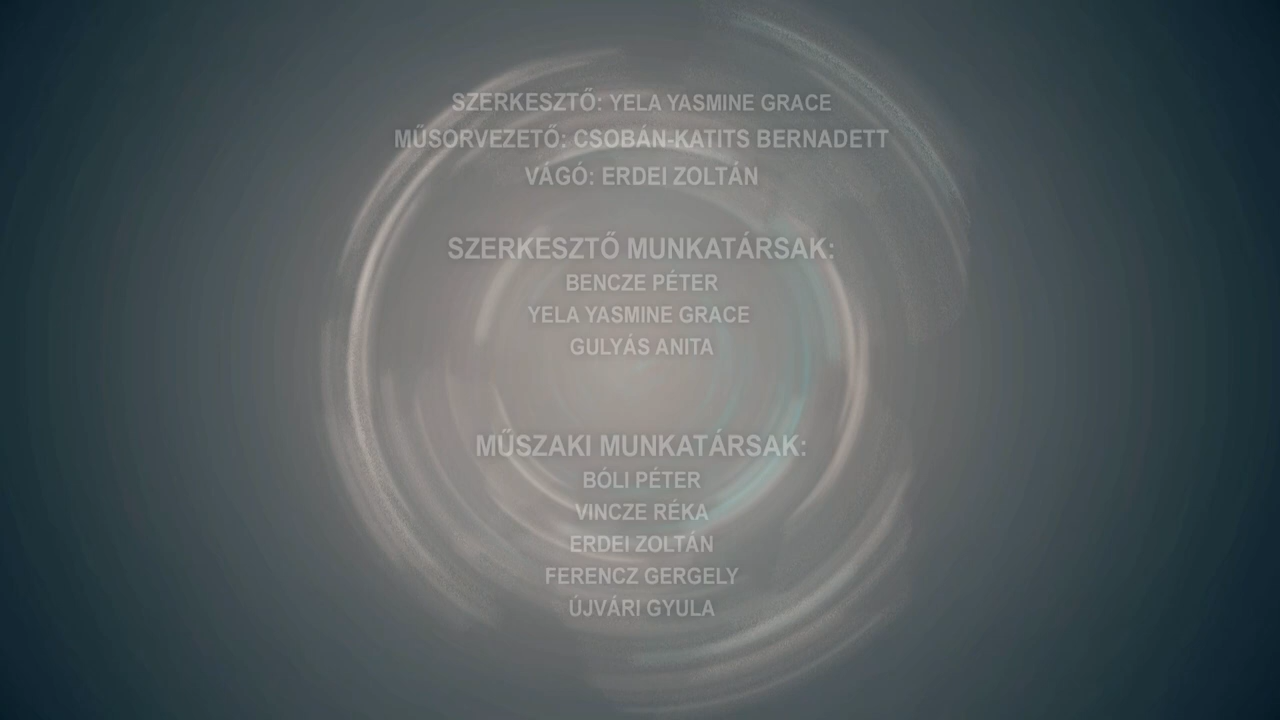 SZERKESZTŐ: YELA YASMINE GRACE
MŰSORVEZETŐ: CSOBÁN-KATITS BERNADETT
VÁGÓ: ERDEI ZOLTÁN
SZERKESZTŐ MUNKATÁRSAK:
BENCZE PÉTER
YELA YASMINE GRACE
GULYÁS ANITA
MŰSZAKI MUNKATÁRSAK:
BÓLI PÉTER
VINCZE RÉKA
ERDEI ZOLTÁN
FERENCZ GERGELY
ÚJVÁRI GYULA